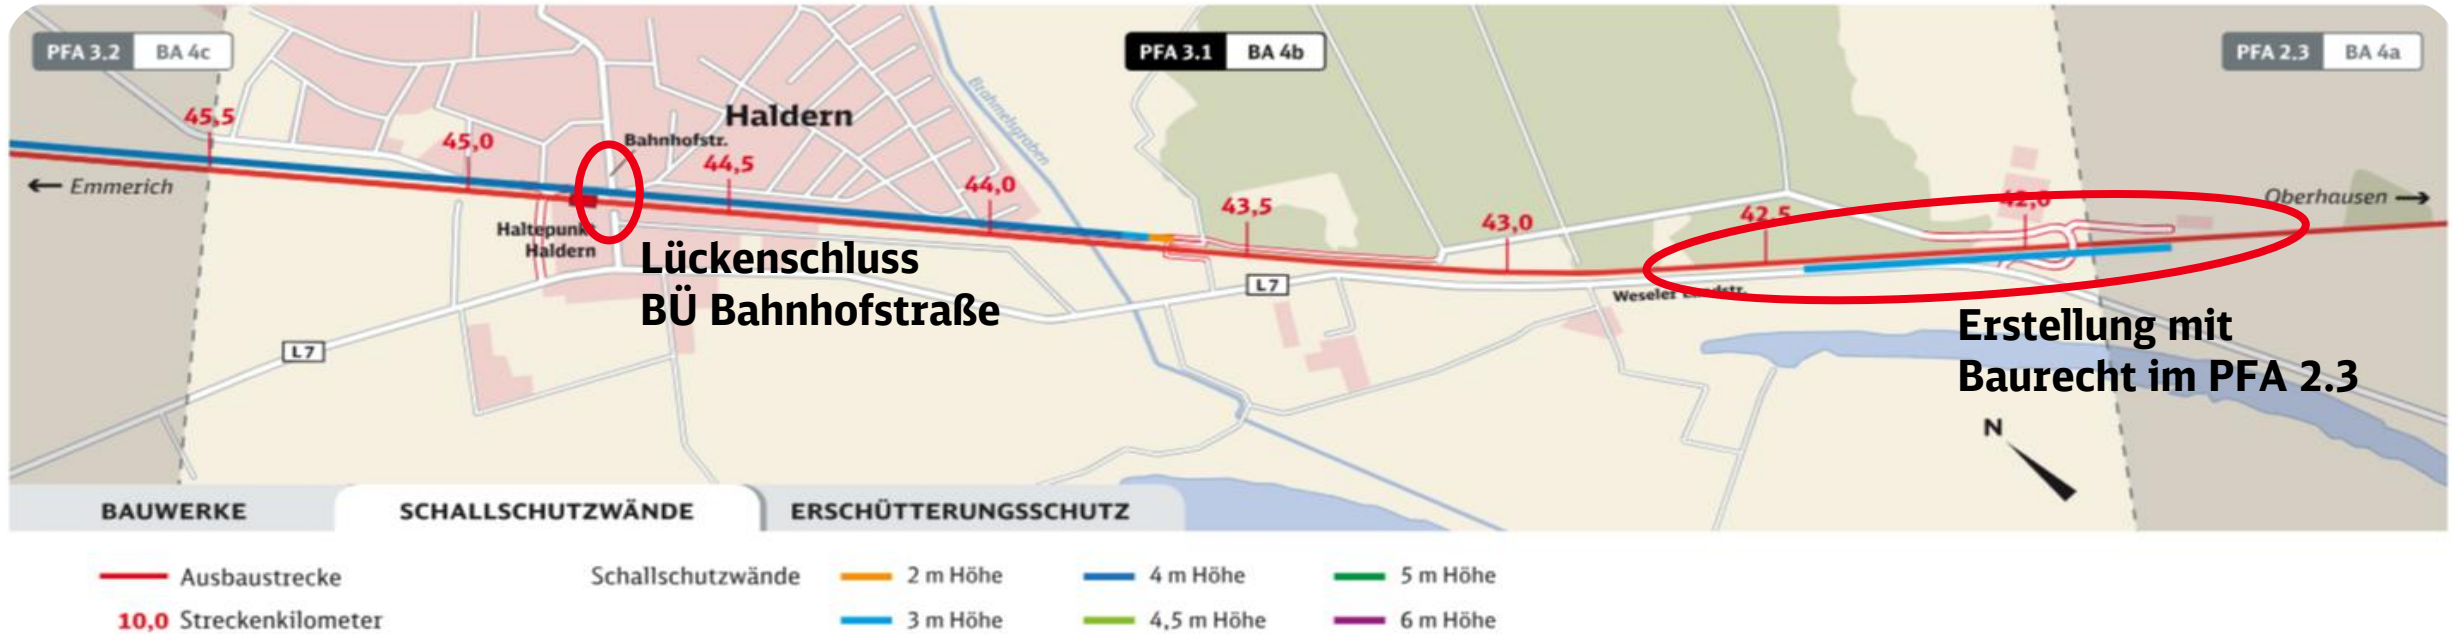 PFA 3.2 BA 4c
PFA 3.1 BA 4b
PFA 2.3 BA 4a
Brahmelsgraben
Haldern
45,5
45,0
Bahnhofstr.
44,5
44,0
43,5
43,0
42,5
42,0
← Emmerich
Oberhausen →
Haltepunkt
Haldern
Lückenschluss
BÜ Bahnhofstraße
L7
Weseler Landstr.
Erstellung mit
Baurecht im PFA 2.3
L7
N
BAUWERKE SCHALLSCHUTZWÄNDE ERSCHÜTTERUNGSSCHUTZ
Ausbaustrecke Schallschutzwände 2 m Höhe 4 m Höhe 5 m Höhe
10,0 Streckenkilometer 3 m Höhe 4,5 m Höhe 6 m Höhe